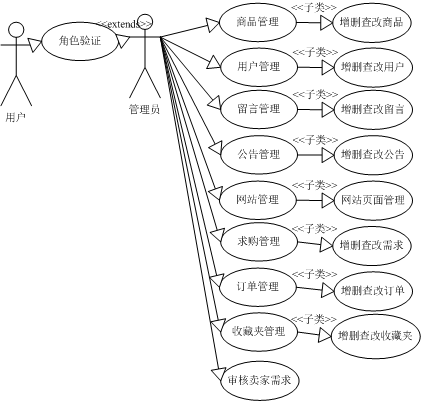 商品管理 <<子类>> 增删查改商品
<<extends>>
角色验证
用户
管理员
用户管理 <<子类>> 增删查改用户
留言管理 <<子类>> 增删查改留言
公告管理 <<子类>> 增删查改公告
网站管理 <<子类>> 网站页面管理
求购管理 <<子类>> 增删查改需求
订单管理 <<子类>> 增删查改订单
收藏夹管理 <<子类>> 增删查改收藏夹
审核卖家需求